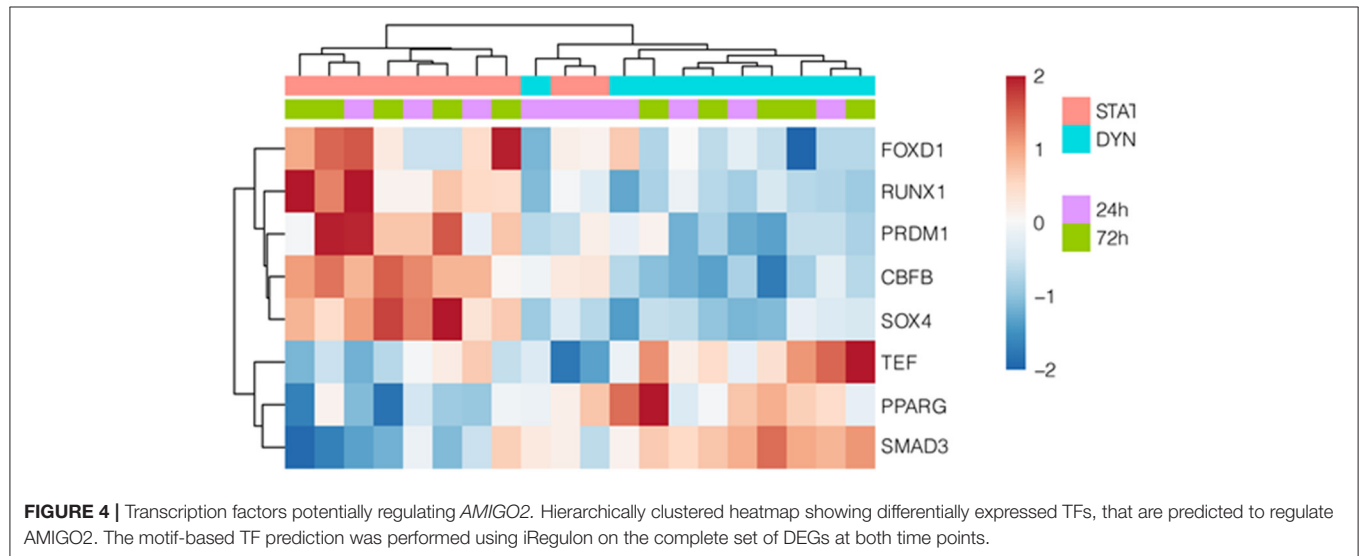 2
1
0
−1
−2
STAT
DYN
24h
72h
FOXD1
RUNX1
PRDM1
CBFB
SOX4
TEF
PPARG
SMAD3
FIGURE 4 | Transcription factors potentially regulating AMIGO2. Hierarchically clustered heatmap showing differentially expressed TFs, that are predicted to regulate
AMIGO2. The motif-based TF prediction was performed using iRegulon on the complete set of DEGs at both time points.